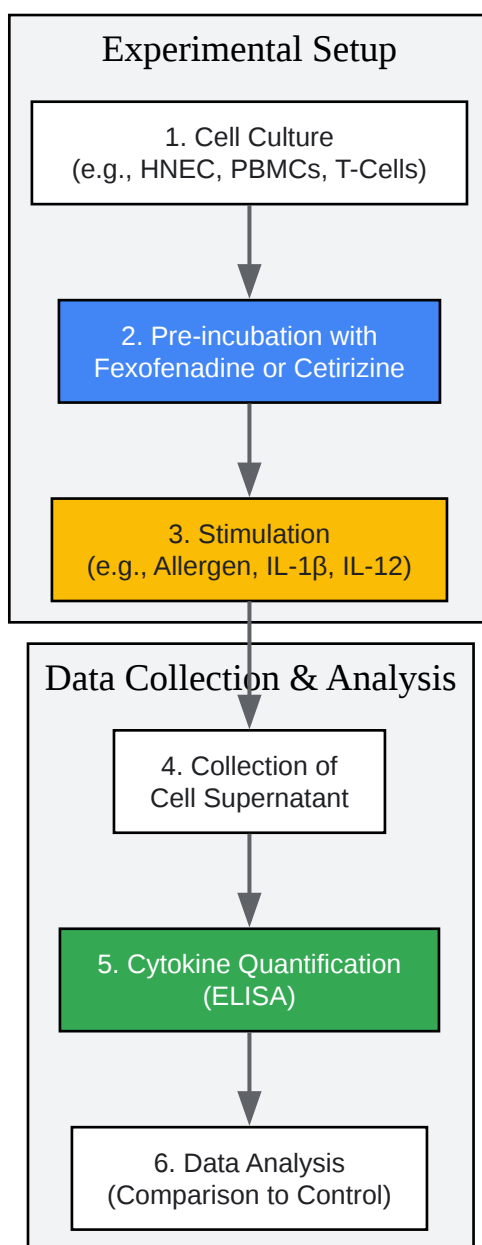 Experimental Setup
1. Cell Culture
(e.g., HNEC, PBMCs, T-Cells)
2. Pre-incubation with
Fexofenadine or Cetirizine
3. Stimulation
(e.g., Allergen, IL-1β, IL-12)
Data Collection & Analysis
4. Collection of
Cell Supernatant
5. Cytokine Quantification
(ELISA)
6. Data Analysis
(Comparison to Control)